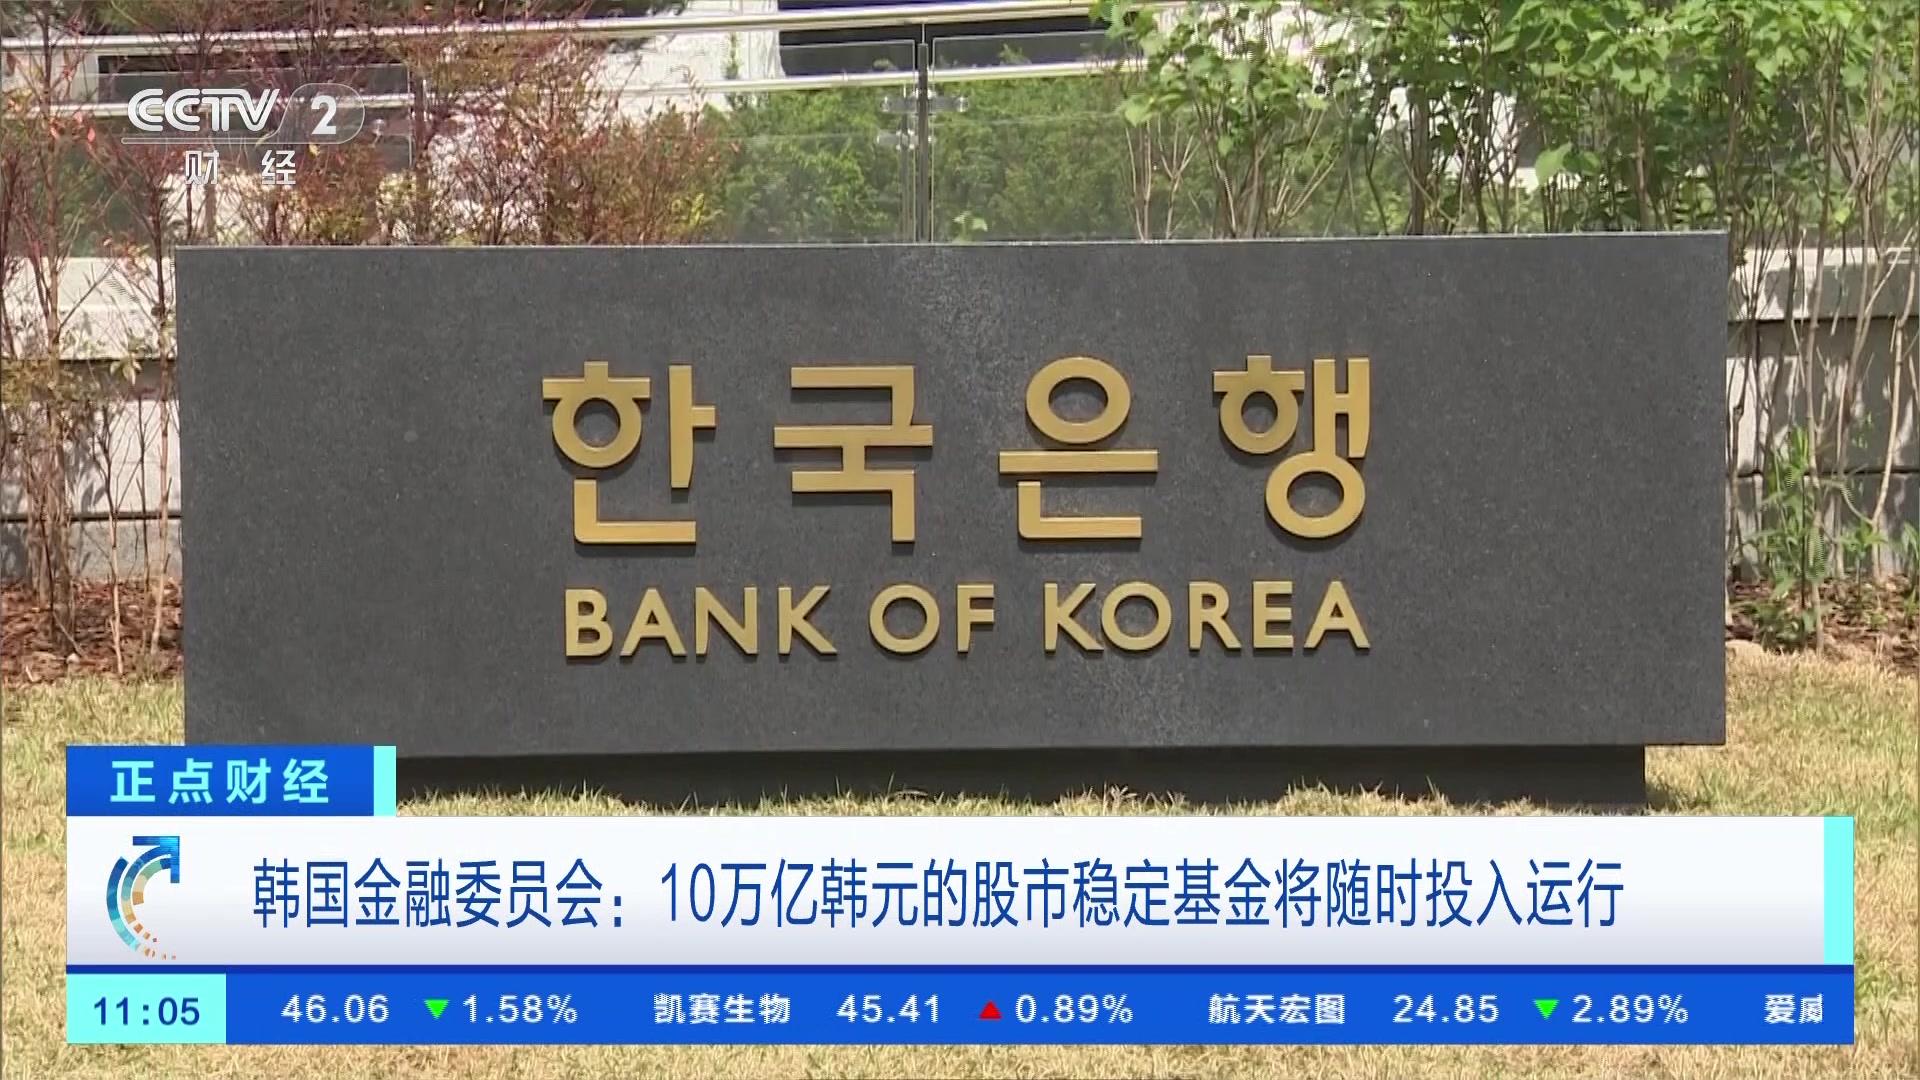 CCTV 2
财 经
한국은행
BANK OF KOREA
正点财经
韩国金融委员会：10万亿韩元的股市稳定基金将随时投入运行
11:05 46.06 ▼1.58% 凯赛生物 45.41 ▲0.89% 航天宏图 24.85 ▼2.89% 爱威